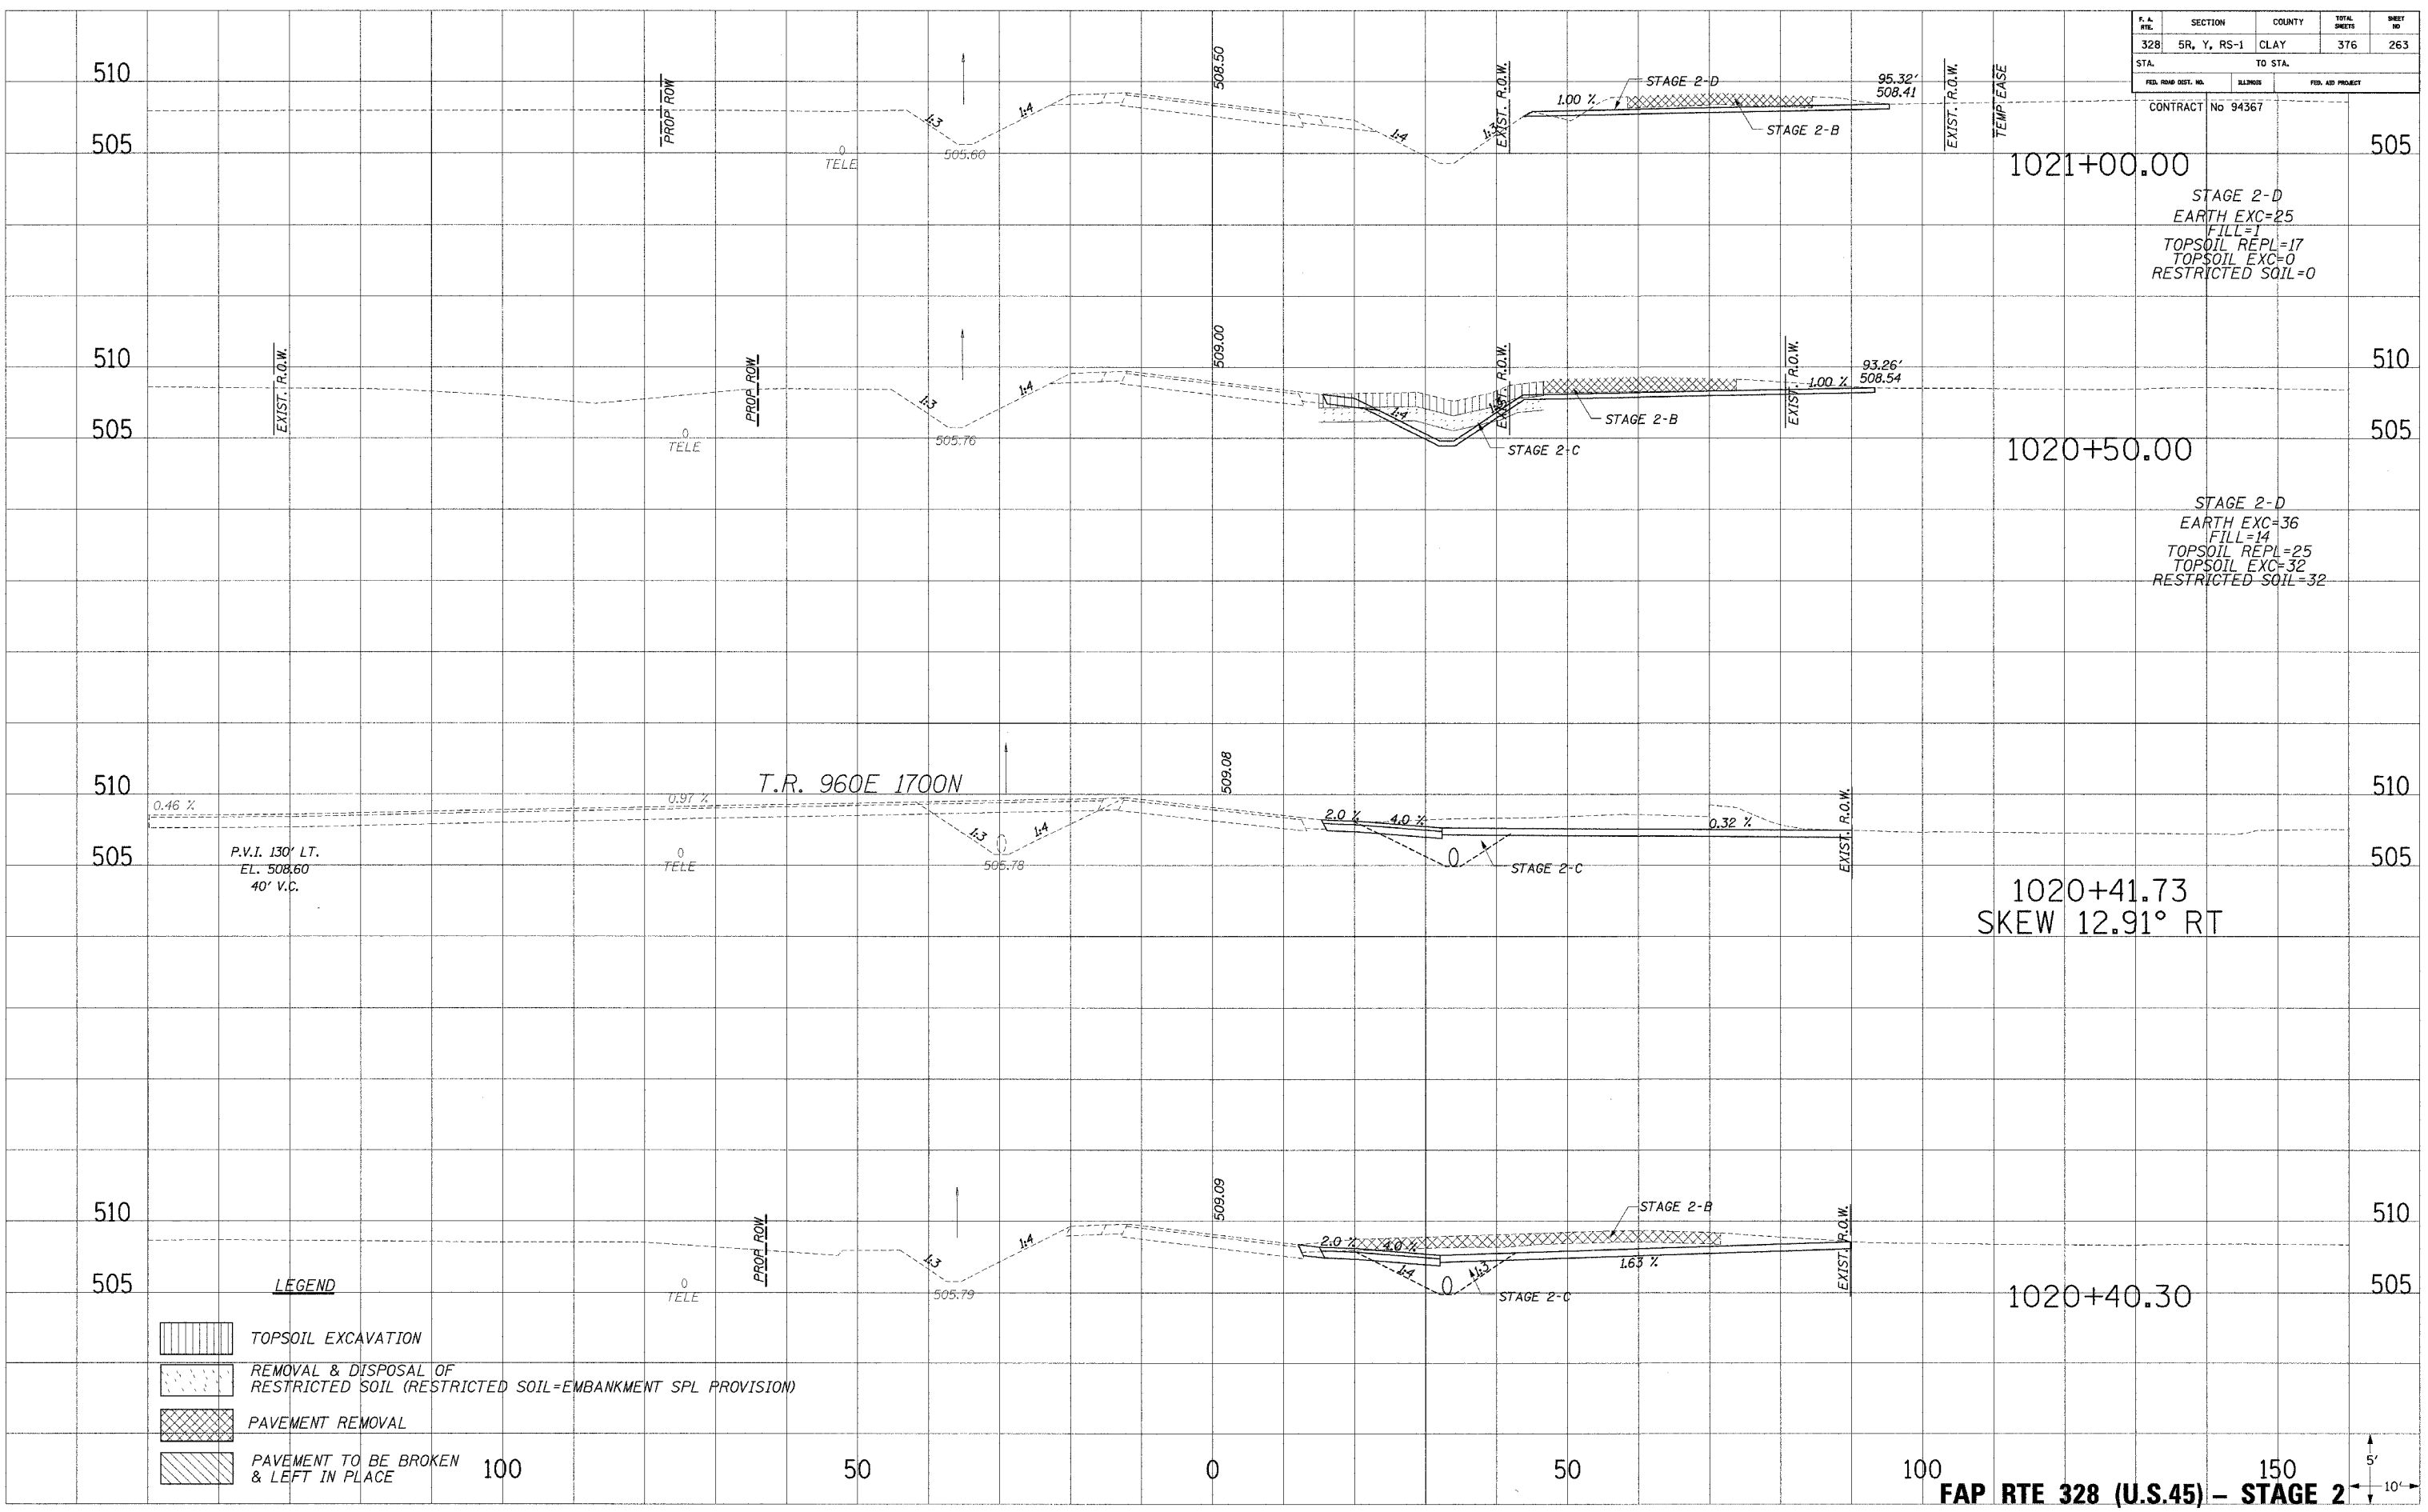 F. A. RTE. SECTION COUNTY TOTAL SHEETS SHEET NO
328 5R, Y, RS-1 CLAY 376 263
STA. TO STA.
FED. ROAD DIST. NO. ILLINOIS FED. AID PROJECT
CONTRACT No 94367
510
505
PROP ROW
0
TELE
1:3
505.60
1:4
508.50
1:4
1:3
EXIST. R.O.W.
1.00 %
STAGE 2-D
STAGE 2-B
95.32'
508.41
EXIST. R.O.W.
TEMP EASE
505
1021+00.00
STAGE 2-D
EARTH EXC=25
FILL=1
TOPSOIL REPL=17
TOPSOIL EXC=0
RESTRICTED SOIL=0
510
505
EXIST. R.O.W.
0
TELE
PROP ROW
1:3
505.76
1:4
509.00
1:4
EXIST. R.O.W.
STAGE 2-C
STAGE 2-B
EXIST. R.O.W.
1.00 %
93.26'
508.54
510
505
1020+50.00
STAGE 2-D
EARTH EXC=36
FILL=14
TOPSOIL REPL=25
TOPSOIL EXC=32
RESTRICTED SOIL=32
510
505
0.46 %
P.V.I. 130' LT.
EL. 508.60
40' V.C.
0.97 %
0
TELE
T.R. 960E 1700N
1:3
505.78
1:4
509.08
2.0 %
4.0 %
STAGE 2-C
0.32 %
EXIST. R.O.W.
510
505
1020+41.73
SKEW 12.91° RT
510
505
0
TELE
PROP ROW
1:3
505.79
1:4
509.09
2.0 %
4.0 %
1:4
1:3
STAGE 2-C
STAGE 2-B
1.63 %
EXIST. R.O.W.
510
505
1020+40.30
LEGEND
TOPSOIL EXCAVATION
REMOVAL & DISPOSAL OF
RESTRICTED SOIL (RESTRICTED SOIL=EMBANKMENT SPL PROVISION)
PAVEMENT REMOVAL
PAVEMENT TO BE BROKEN
& LEFT IN PLACE
100 50 0 50 100 150
5'
10'
FAP RTE 328 (U.S.45) – STAGE 2